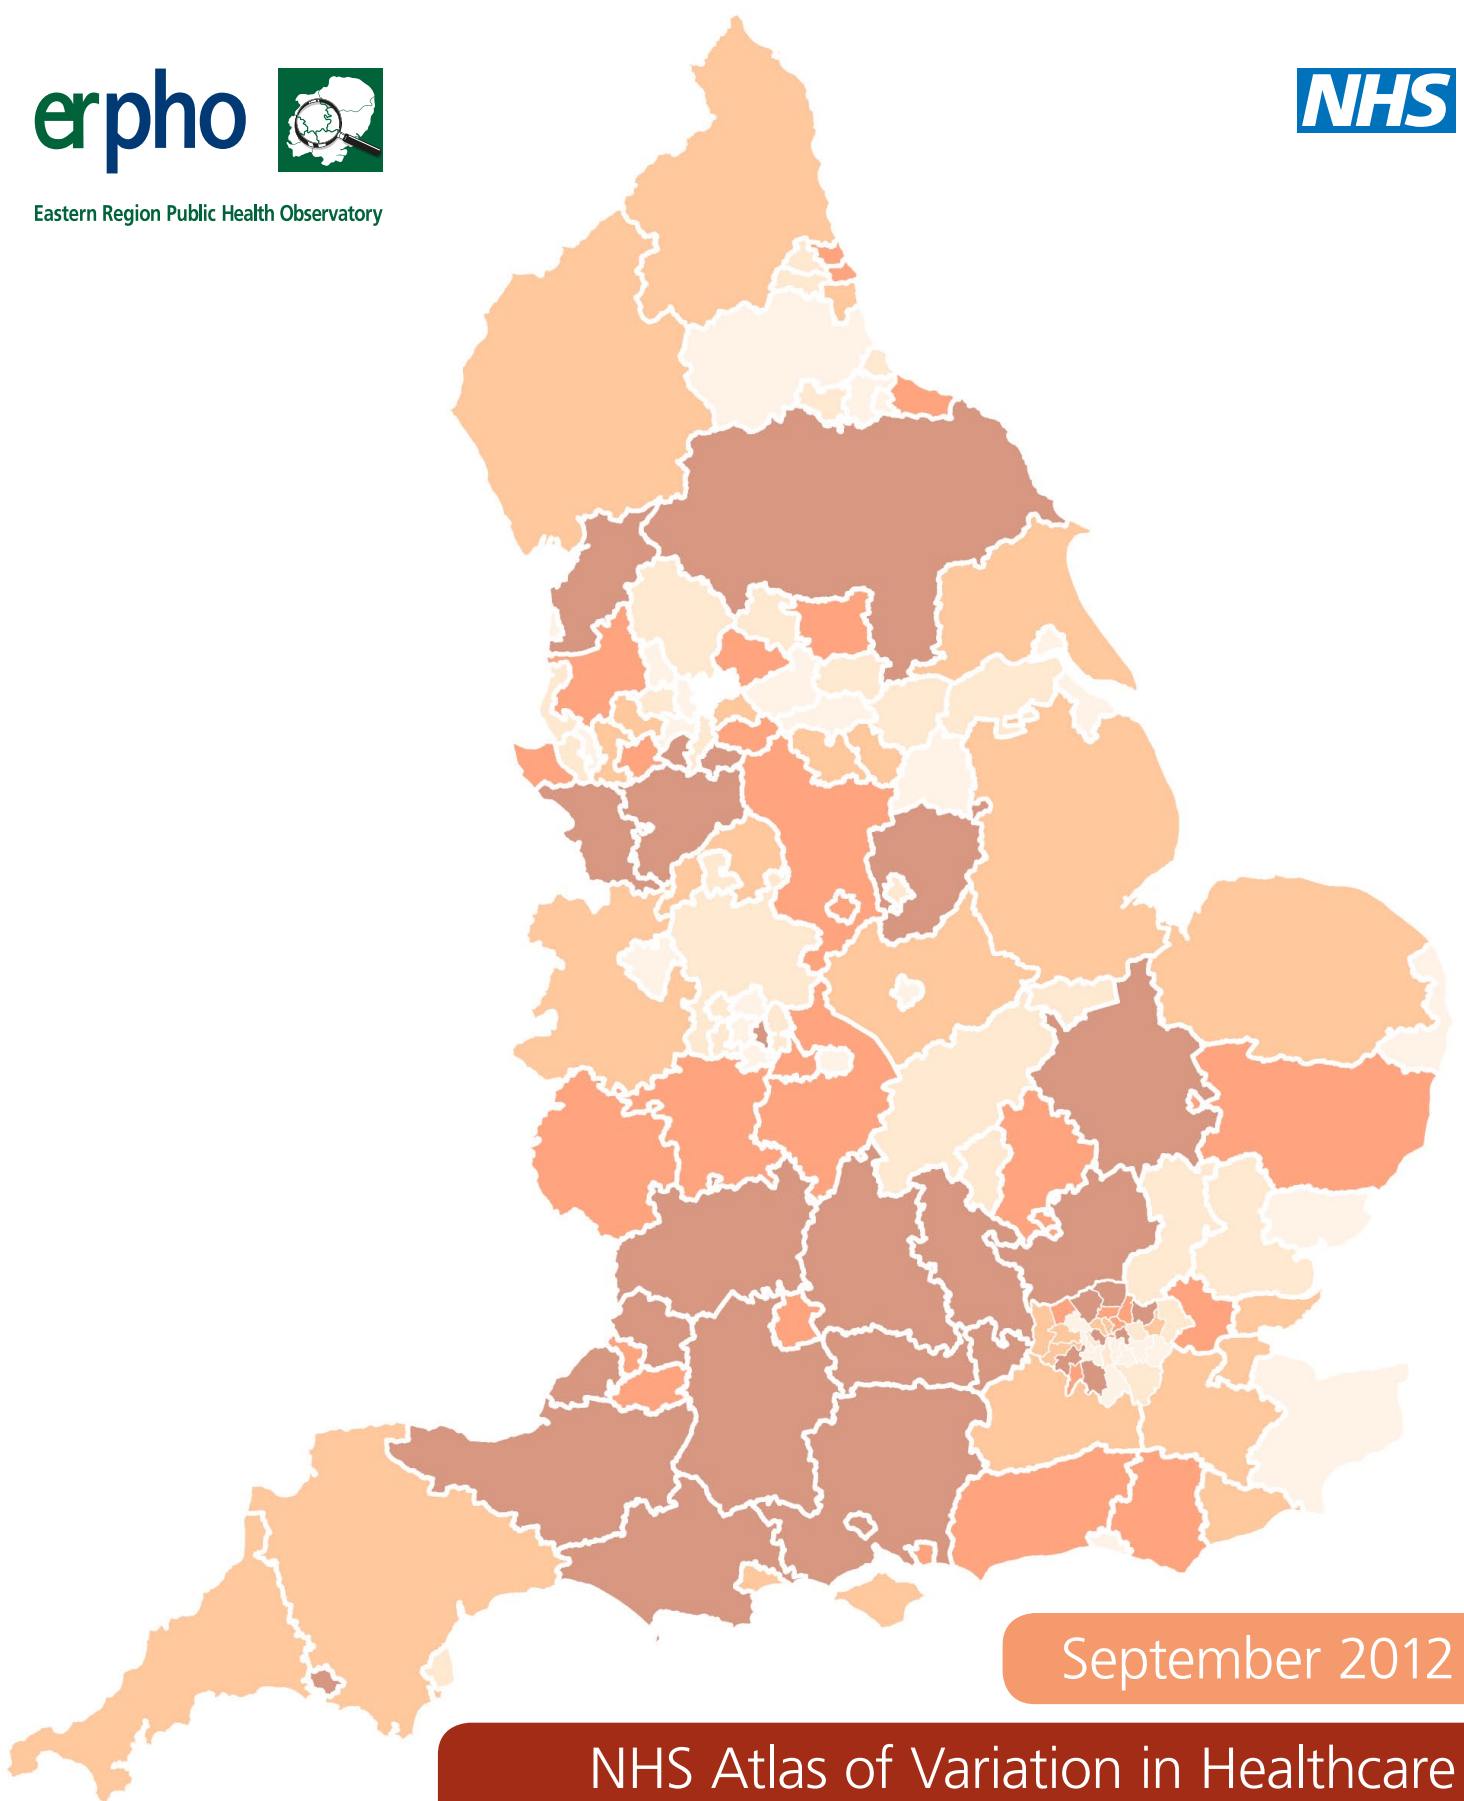 erpho
NHS
Eastern Region Public Health Observatory
September 2012
NHS Atlas of Variation in Healthcare